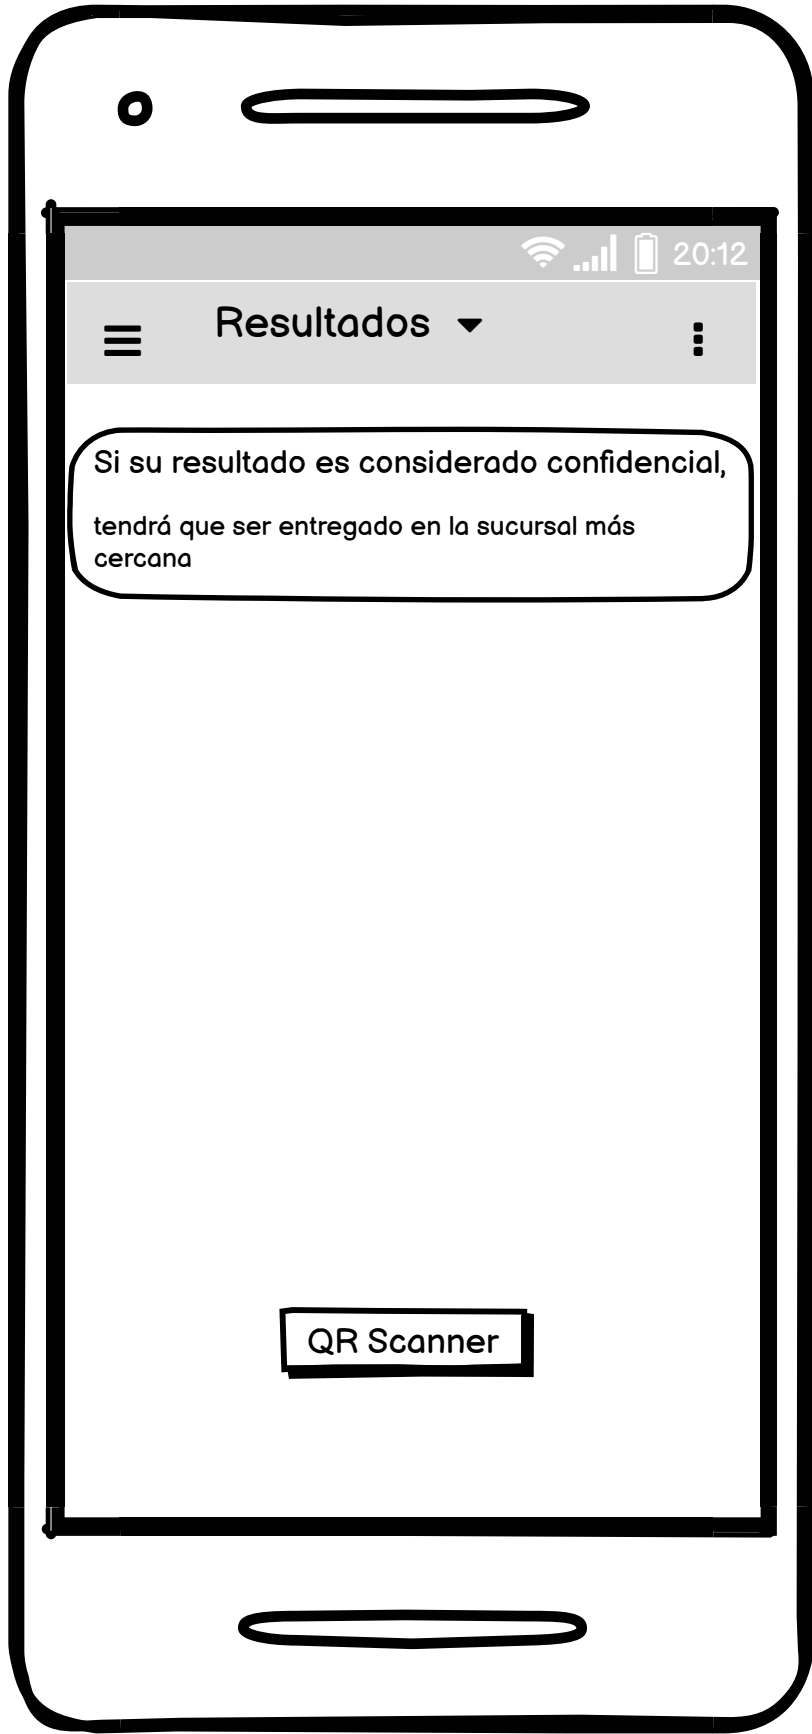 20:12
Resultados
Si su resultado es considerado confidencial,
tendrá que ser entregado en la sucursal más
cercana
QR Scanner